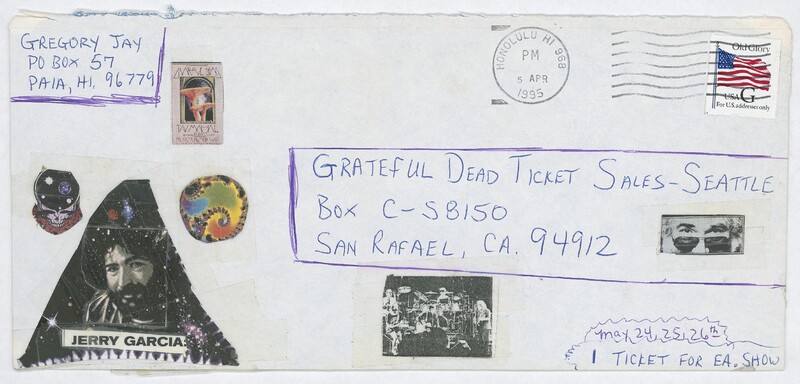 GREGORY JAY
PO BOX 57
PAIA, HI. 96779
HONOLULU HI 968
PM
5 APR
1995
Old Glory
USA G
For U.S. addresses only
GRATEFUL DEAD TICKET SALES-SEATTLE
BOX C-S8150
SAN RAFAEL, CA. 94912
JERRY GARCIA:
May 24, 25, 26th
1 TICKET FOR EA. SHOW